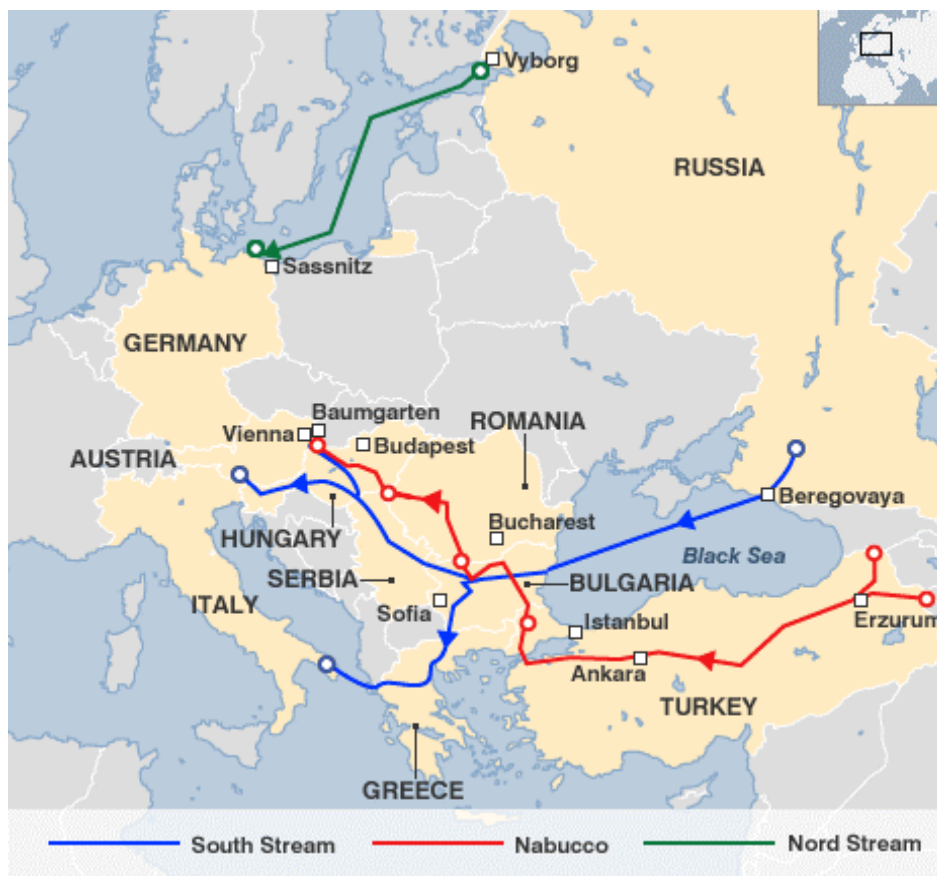 Vyborg
RUSSIA
Sassnitz
GERMANY
Baumgarten
Vienna
Budapest
ROMANIA
AUSTRIA
Beregovaya
Bucharest
HUNGARY
Black Sea
SERBIA
BULGARIA
ITALY
Sofia
Istanbul
Erzurum
Ankara
TURKEY
GREECE
South Stream
Nabucco
Nord Stream